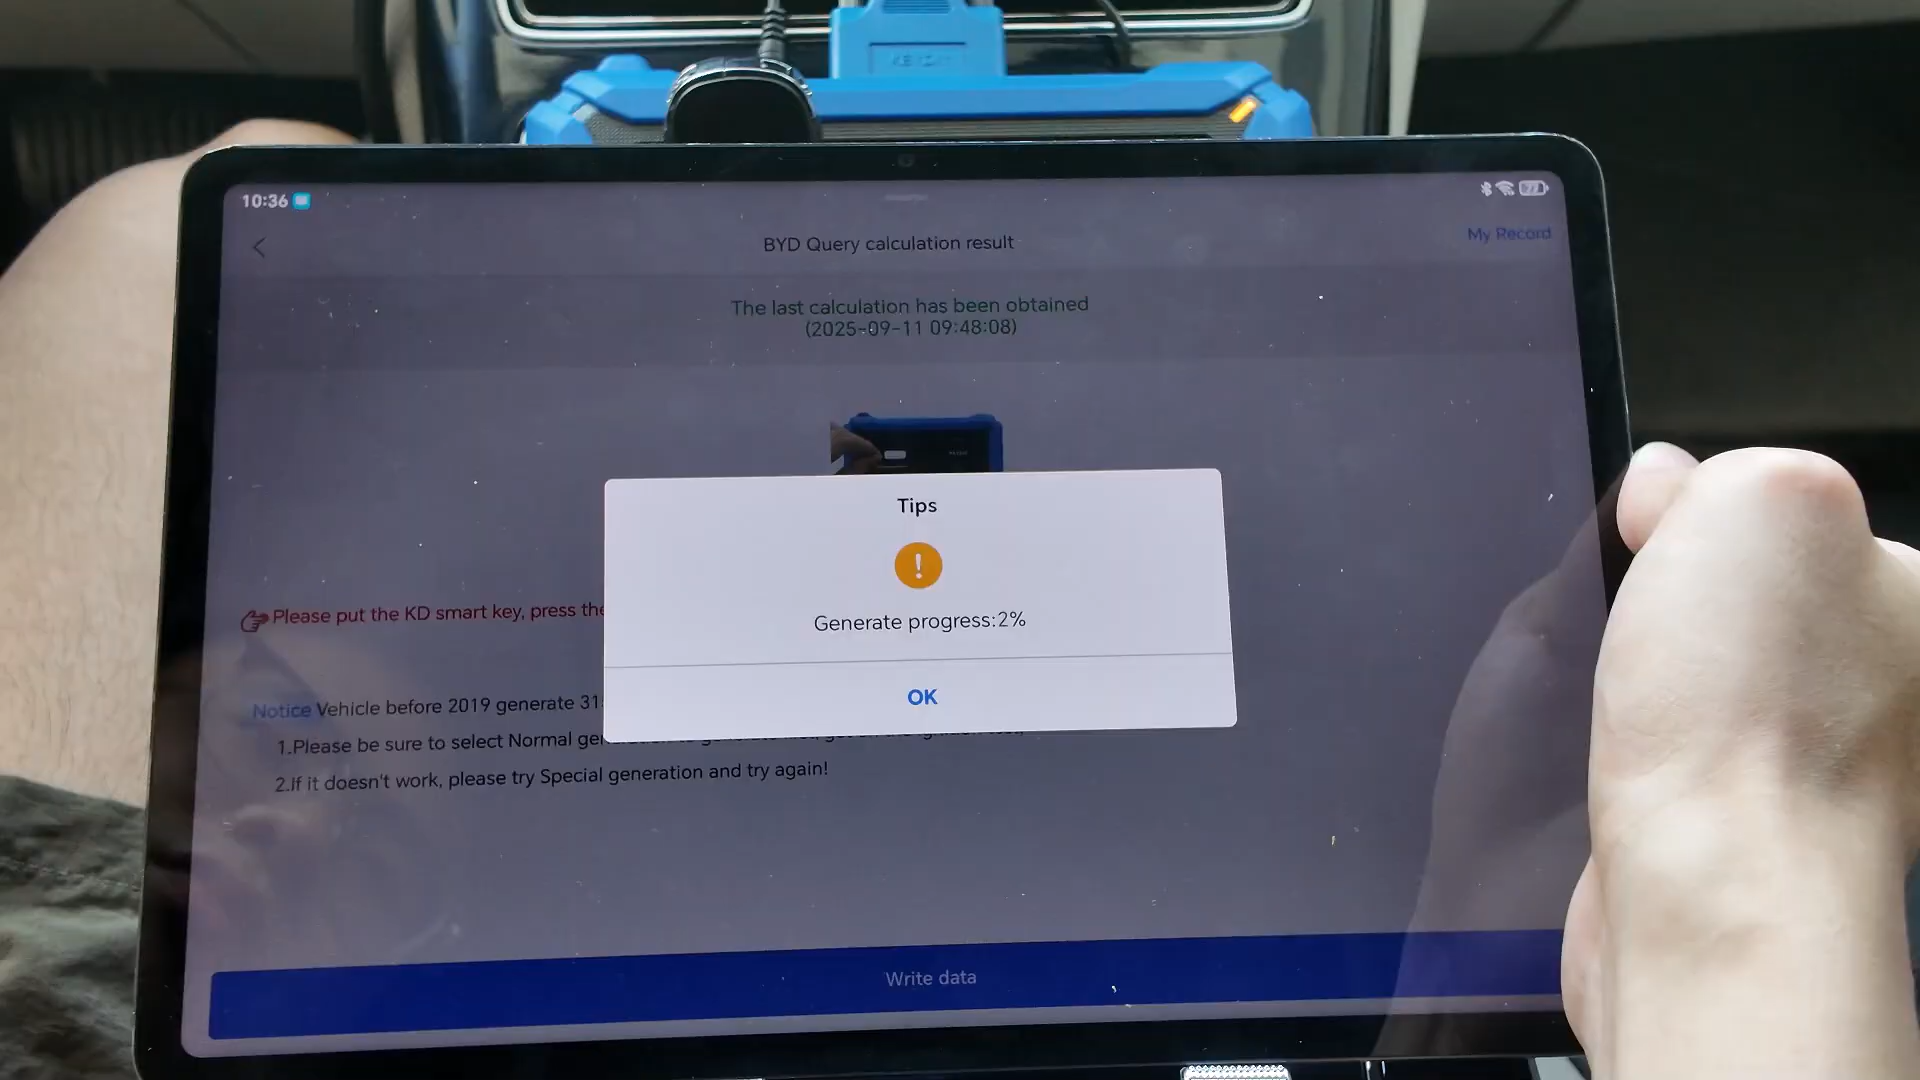 10:36
77
BYD Query calculation result
My Record
The last calculation has been obtained
(2025-09-11 09:48:08)
Tips
!
Generate progress:2%
OK
Please put the KD smart key, press the
Notice Vehicle before 2019 generate 31
1.Please be sure to select Normal
2.If it doesn't work, please try Special generation and try again!
Write data